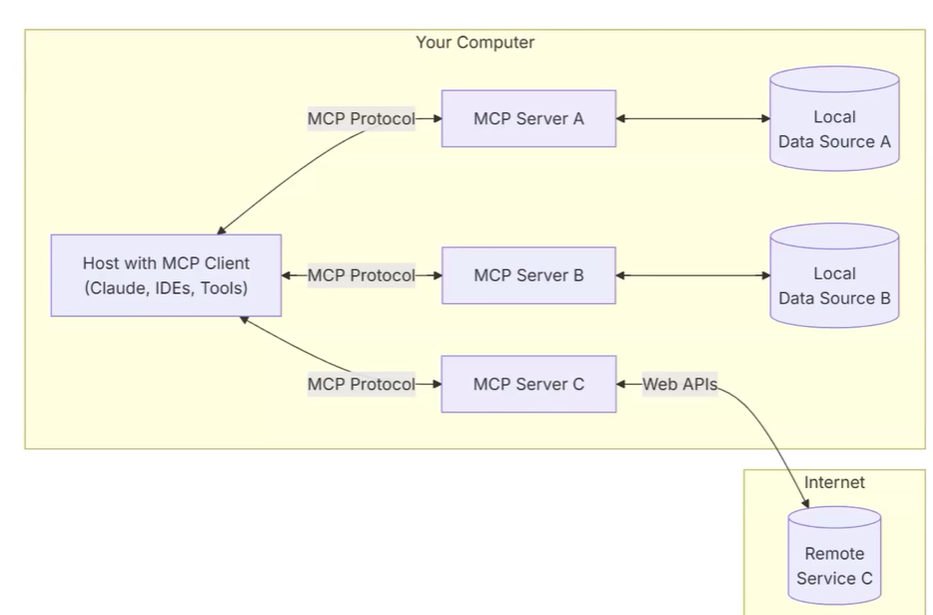 Your Computer
MCP Protocol
MCP Server A
Local
Data Source A
Host with MCP Client
(Claude, IDEs, Tools)
MCP Protocol
MCP Server B
Local
Data Source B
MCP Protocol
MCP Server C
Web APIs
Internet
Remote
Service C